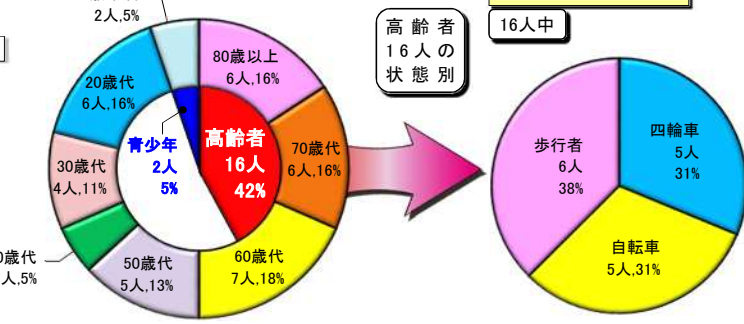 2人,5%
80歳以上
6人,16%
70歳代
6人,16%
60歳代
7人,18%
50歳代
5人,13%
0歳代
人,5%
30歳代
4人,11%
20歳代
6人,16%
青少年
2人
5%
高齢者
16人
42%
高齢者
16人の
状態別
16人中
四輪車
5人
31%
自転車
5人,31%
歩行者
6人
38%